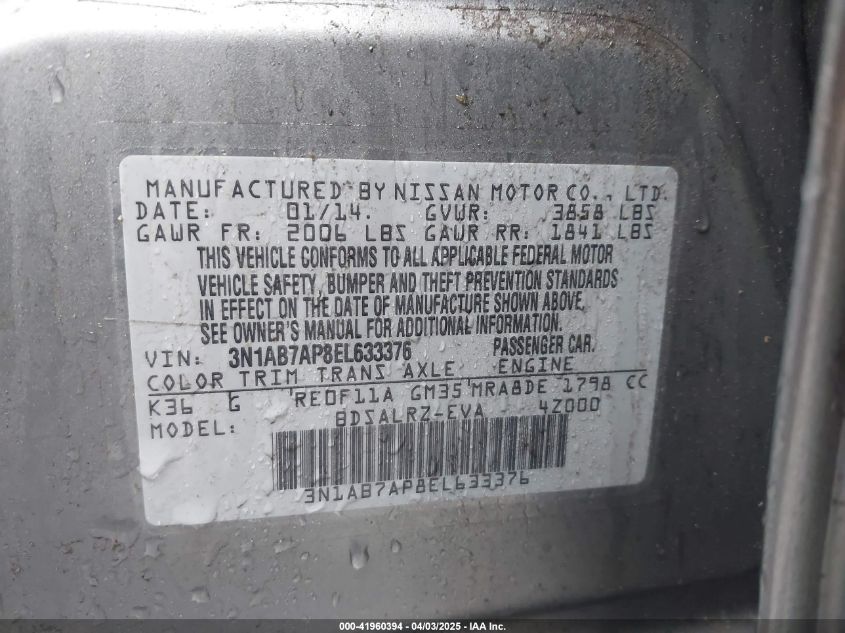 MANUFACTURED BY NISSAN MOTOR CO., LTD.
DATE: 01/14. GVWR: 3858 LBS
GAWR FR: 2006 LBS GAWR RR: 1841 LBS
THIS VEHICLE CONFORMS TO ALL APPLICABLE FEDERAL MOTOR
VEHICLE SAFETY, BUMPER AND THEFT PREVENTION STANDARDS
IN EFFECT ON THE DATE OF MANUFACTURE SHOWN ABOVE.
SEE OWNER'S MANUAL FOR ADDITIONAL INFORMATION.
VIN: 3N1AB7AP8EL633376 PASSENGER CAR.
COLOR TRIM TRANS AXLE ENGINE
K36 G RE0F11A GM35 MRA8DE 1798 CC
MODEL: BDSALRZ-EVA 4Z000
3N1AB7AP8EL633376
000-41960394 - 04/03/2025 - IAA Inc.